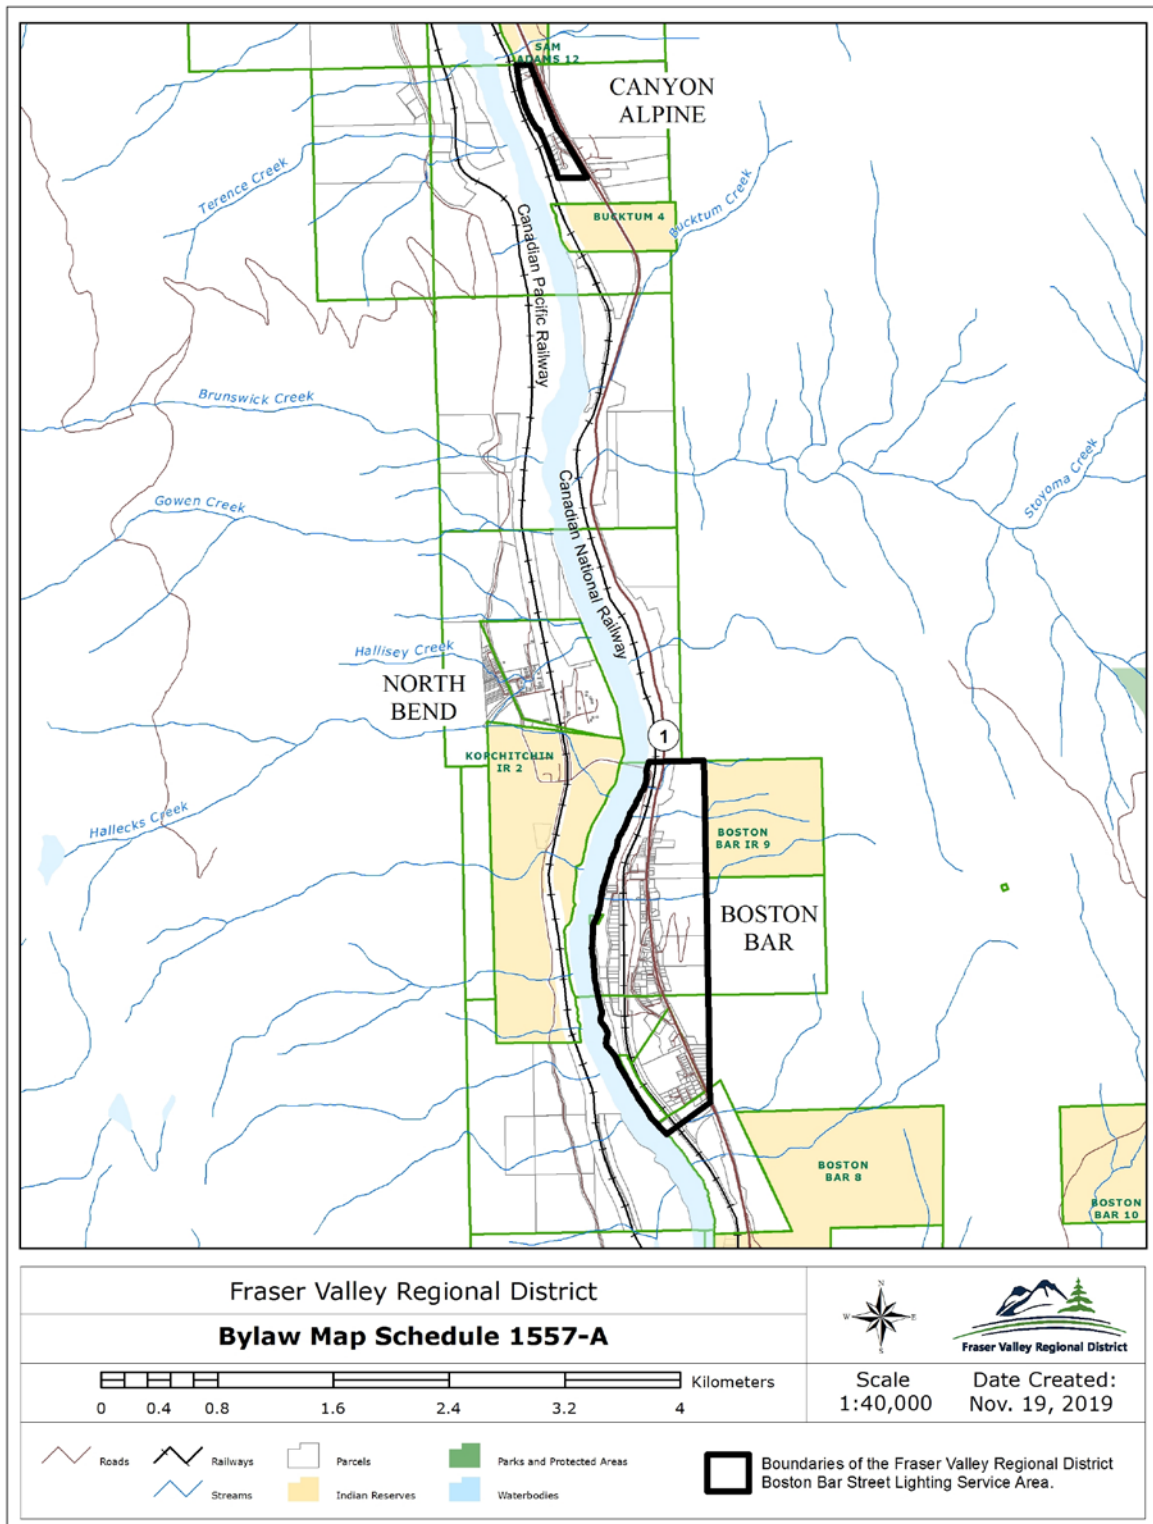 SAM
ADAMS 12
CANYON
ALPINE
Terence Creek
Bucktum Creek
BUCKTUM 4
Canadian Pacific Railway
Brunswick Creek
Stoyoma Creek
Gowen Creek
Canadian National Railway
Hallisey Creek
NORTH
BEND
1
KOPCHITCHIN
IR 2
Hallecks Creek
BOSTON
BAR IR 9
BOSTON
BAR
BOSTON
BAR 8
BOSTON
BAR 10
Fraser Valley Regional District
Bylaw Map Schedule 1557-A
Kilometers
0 0.4 0.8 1.6 2.4 3.2 4
N
W E
S
Fraser Valley Regional District
Scale
1:40,000
Date Created:
Nov. 19, 2019
Roads
Railways
Parcels
Parks and Protected Areas
Streams
Indian Reserves
Waterbodies
Boundaries of the Fraser Valley Regional District
Boston Bar Street Lighting Service Area.